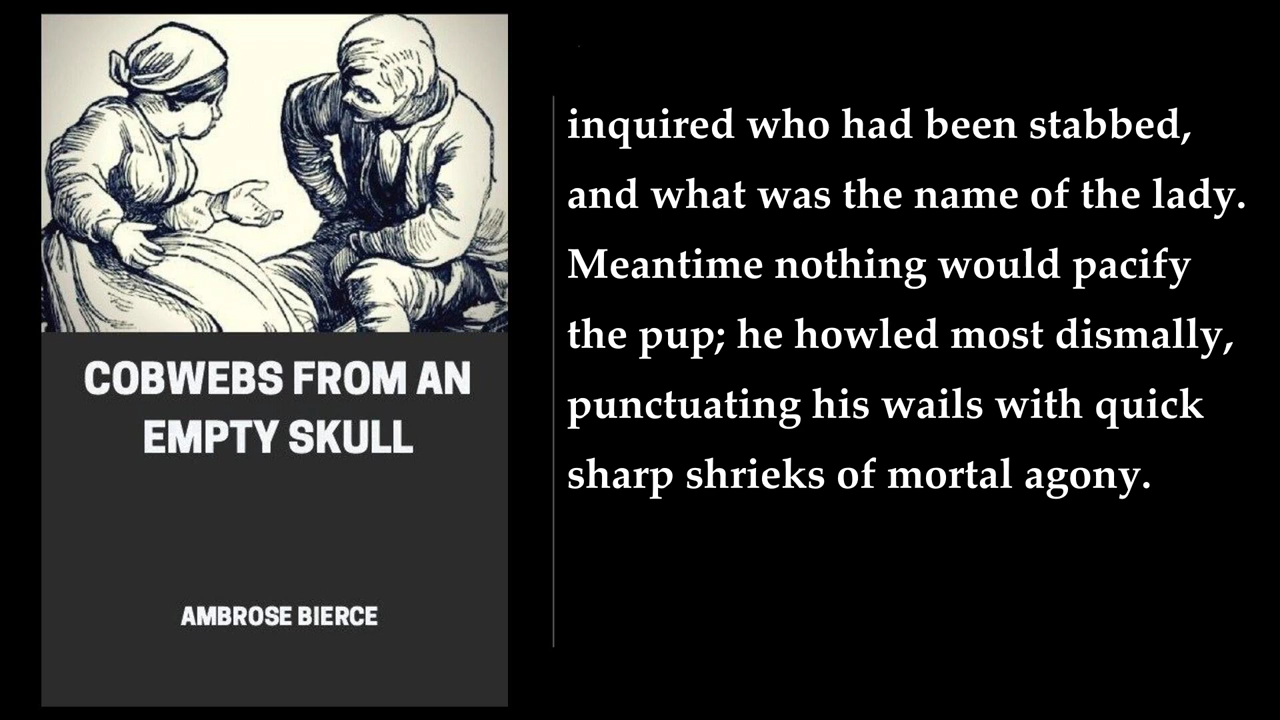 COBWEBS FROM AN
EMPTY SKULL
AMBROSE BIERCE
inquired who had been stabbed,
and what was the name of the lady.
Meantime nothing would pacify
the pup; he howled most dismally,
punctuating his wails with quick
sharp shrieks of mortal agony.